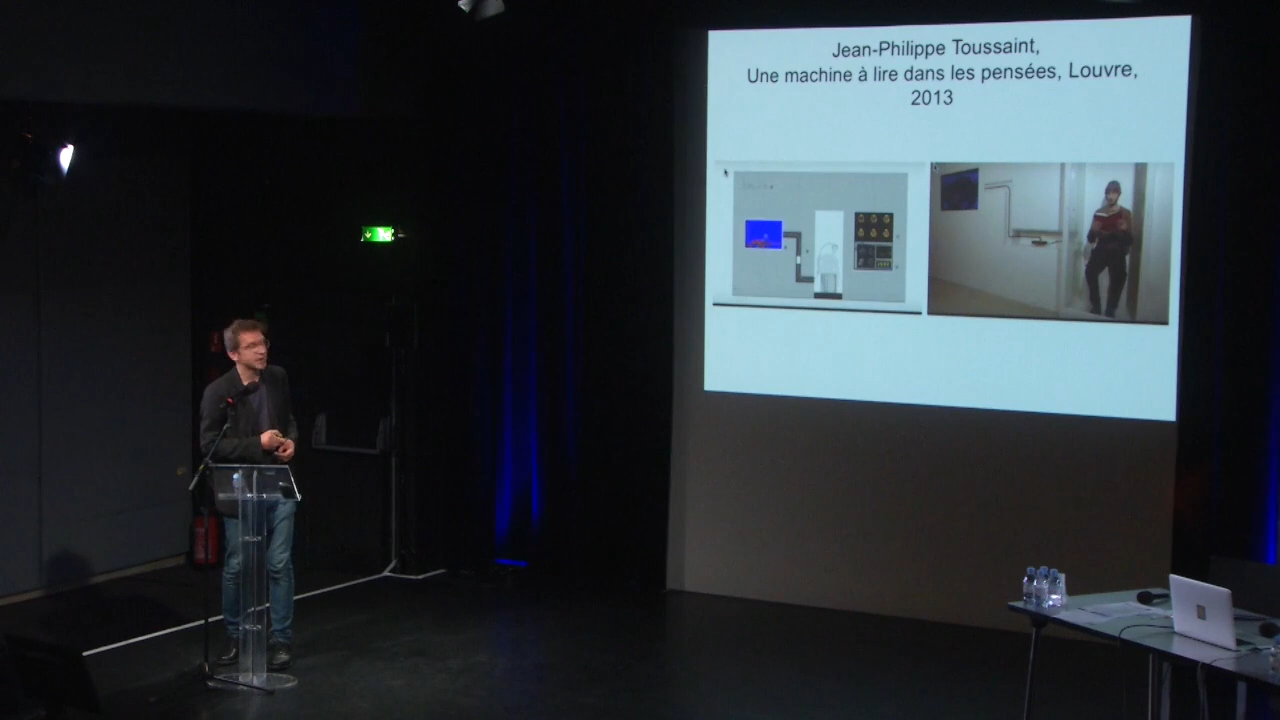 Jean-Philippe Toussaint,
Une machine à lire dans les pensées, Louvre,
2013